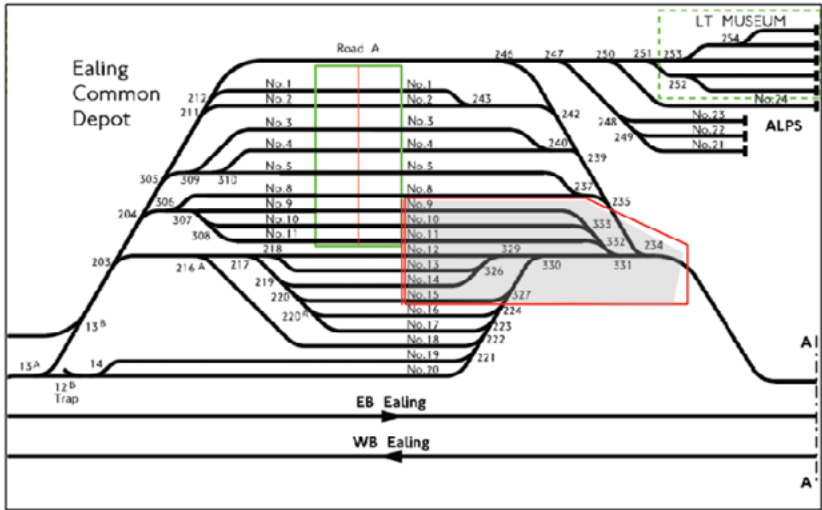 LT MUSEUM
Road A
246
247
250
251
253
254
252
No.24
Ealing
Common
Depot
212
211
No.1
No.1
No.2
No.2
243
242
248
No.23
ALPS
249
No.22
No.21
No.3
No.3
No.4
No.4
240
239
305
309
310
No.5
No.5
237
235
306
No.8
No.8
204
307
No.9
No.9
No.10
No.10
333
308
No.11
No.11
332
234
203
218
No.12
329
330
331
216 A
217
No.13
326
219
No.14
220
No.15
327
220A
No.16
224
No.17
223
13B
No.18
222
No.19
221
13A
14
No.20
12B
Trap
A
EB Ealing
WB Ealing
A